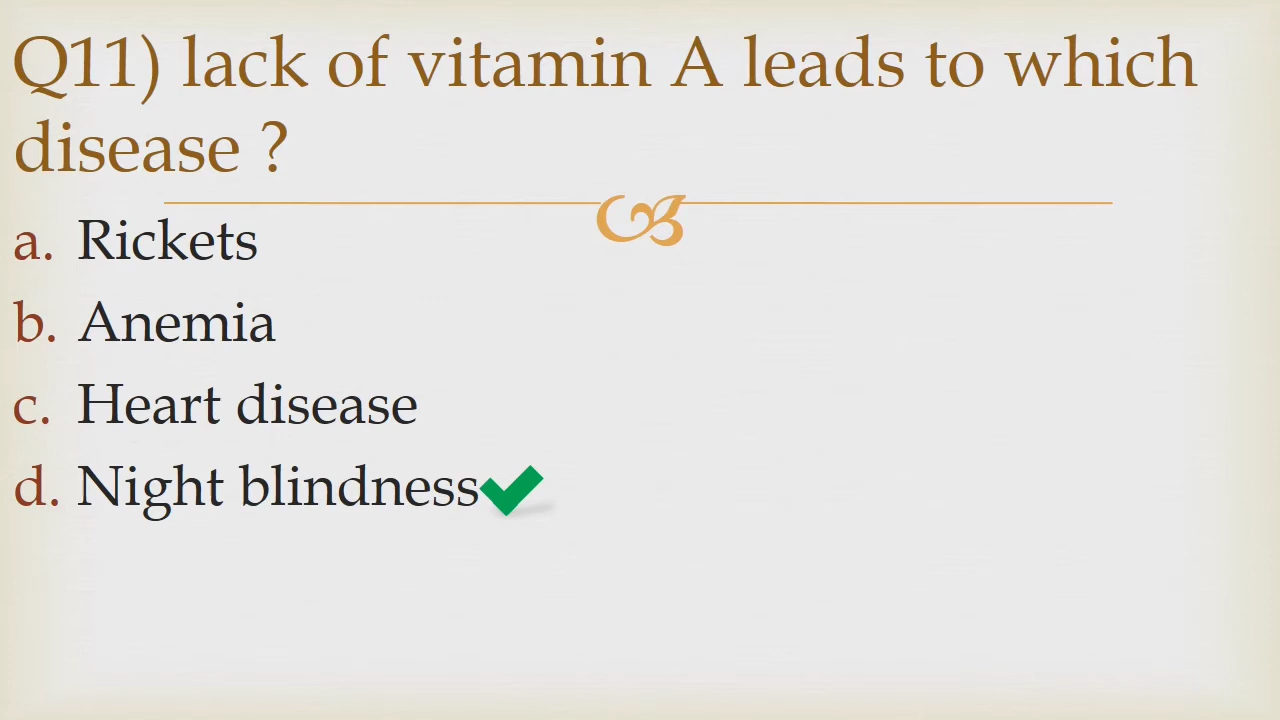 Q11) lack of vitamin A leads to which
disease ?
a. Rickets
b. Anemia
c. Heart disease
d. Night blindness